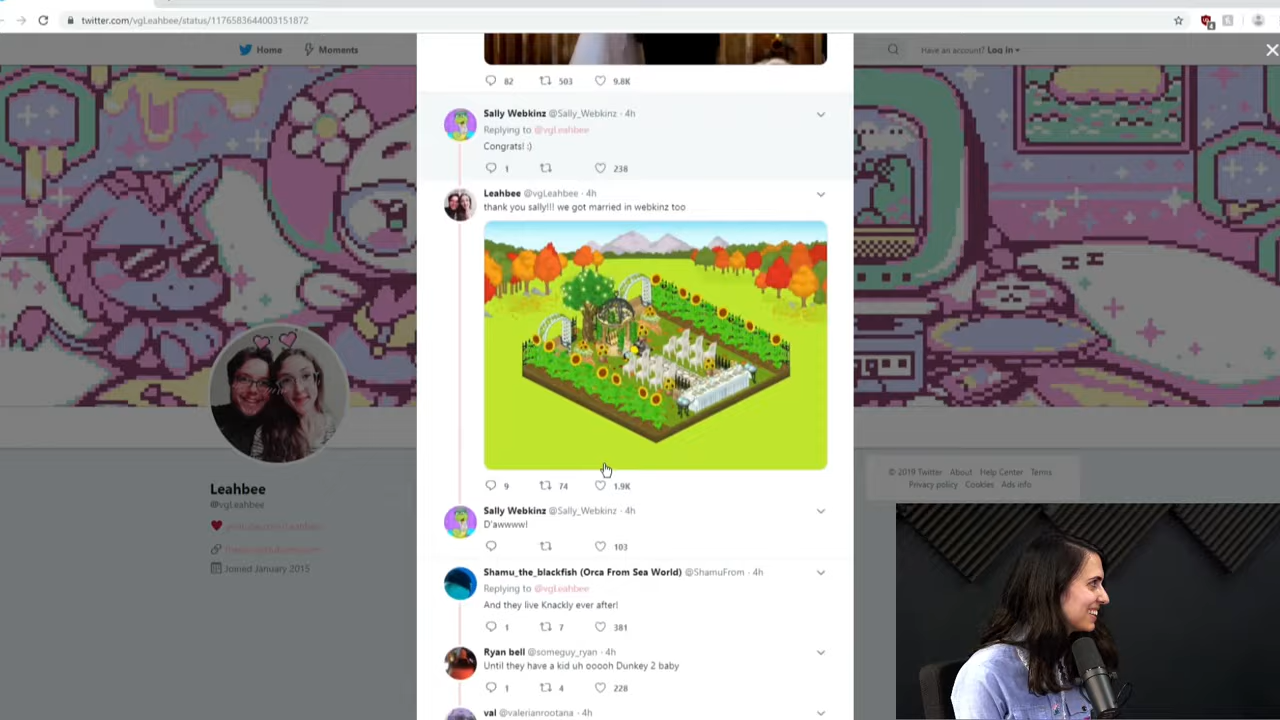 twitter.com/vgLeahbee/status/1176583644003151872
Home Moments
Have an account? Log in
82 503 9.8K
Sally Webkinz @Sally_Webkinz · 4h
Replying to @vgLeahbee
Congrats! :)
1 238
Leahbee @vgLeahbee · 4h
thank you sally!!! we got married in webkinz too
9 74 1.9K
Sally Webkinz @Sally_Webkinz · 4h
D'awwww!
103
Shamu_the_blackfish (Orca From Sea World) @ShamuFrom · 4h
Replying to @vgLeahbee
And they live Knackly ever after!
1 7 381
Ryan bell @someguy_ryan · 4h
Until they have a kid uh ooooh Dunkey 2 baby
1 4 228
val @valerianrootana · 4h
Leahbee
@vgLeahbee
Joined January 2015
© 2019 Twitter About Help Center Terms
Privacy policy Cookies Ads info